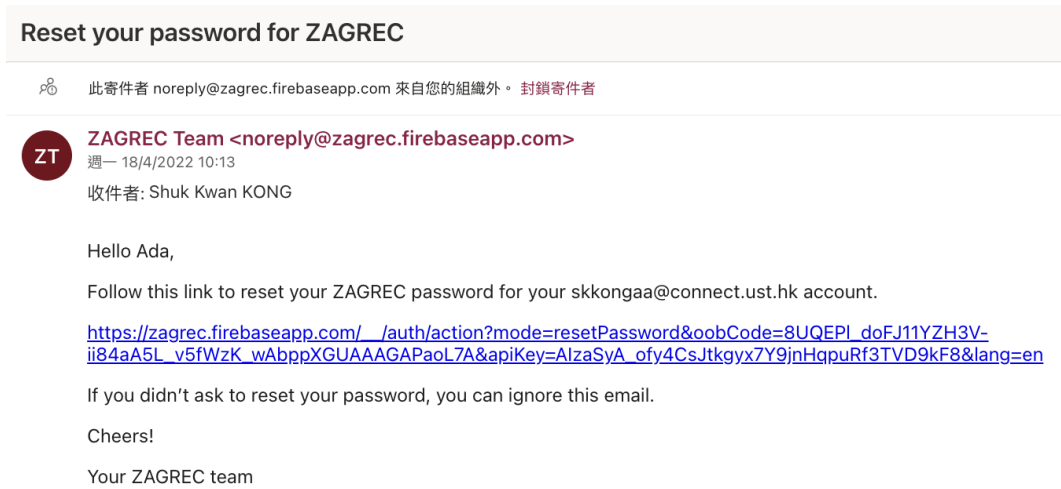 Reset your password for ZAGREC
此寄件者 noreply@zagrec.firebaseapp.com 來自您的組織外。 封鎖寄件者
ZT
ZAGREC Team <noreply@zagrec.firebaseapp.com>
週一 18/4/2022 10:13
收件者: Shuk Kwan KONG
Hello Ada,
Follow this link to reset your ZAGREC password for your skkongaa@connect.ust.hk account.
https://zagrec.firebaseapp.com/__/auth/action?mode=resetPassword&oobCode=8UQEPl_doFJ11YZH3V-
ii84aA5L_v5fWzK_wAbppXGUAAAGAPaoL7A&apiKey=AIzaSyA_ofy4CsJtkgyx7Y9jnHqpuRf3TVD9kF8&lang=en
If you didn’t ask to reset your password, you can ignore this email.
Cheers!
Your ZAGREC team